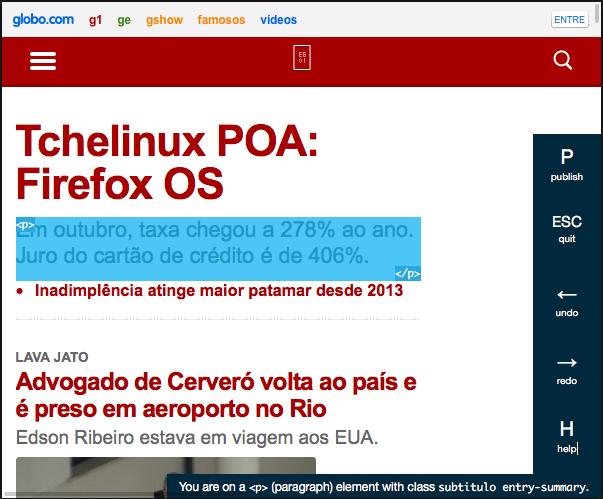 globo.com g1 ge gshow famosos vídeos ENTRE
EG
OI
Tchelinux POA:
Firefox OS
<p>
Em outubro, taxa chegou a 278% ao ano.
Juro do cartão de crédito é de 406%.
</p>
• Inadimplência atinge maior patamar desde 2013
LAVA JATO
Advogado de Cerveró volta ao país e
é preso em aeroporto no Rio
Edson Ribeiro estava em viagem aos EUA.
P
publish
ESC
quit
←
undo
→
redo
H
help
You are on a <p> (paragraph) element with class subtitulo entry-summary.